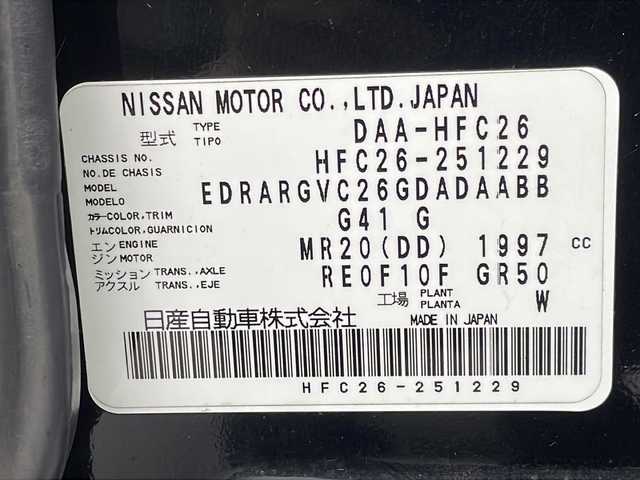 NISSAN MOTOR CO.,LTD.JAPAN
型式 TYPE TIPO DAA-HFC26
CHASSIS NO. NO.DE CHASIS HFC26-251229
MODEL MODELO EDRARGVC26GDADAABB
カラー COLOR,TRIM トリム COLOR,GUARNICION G41 G
エンジン ENGINE MOTOR MR20(DD) 1997 CC
ミッション TRANS.,AXLE アクスル TRANS.,EJE RE0F10F GR50
工場 PLANT PLANTA W
日産自動車株式会社 MADE IN JAPAN
HFC26-251229